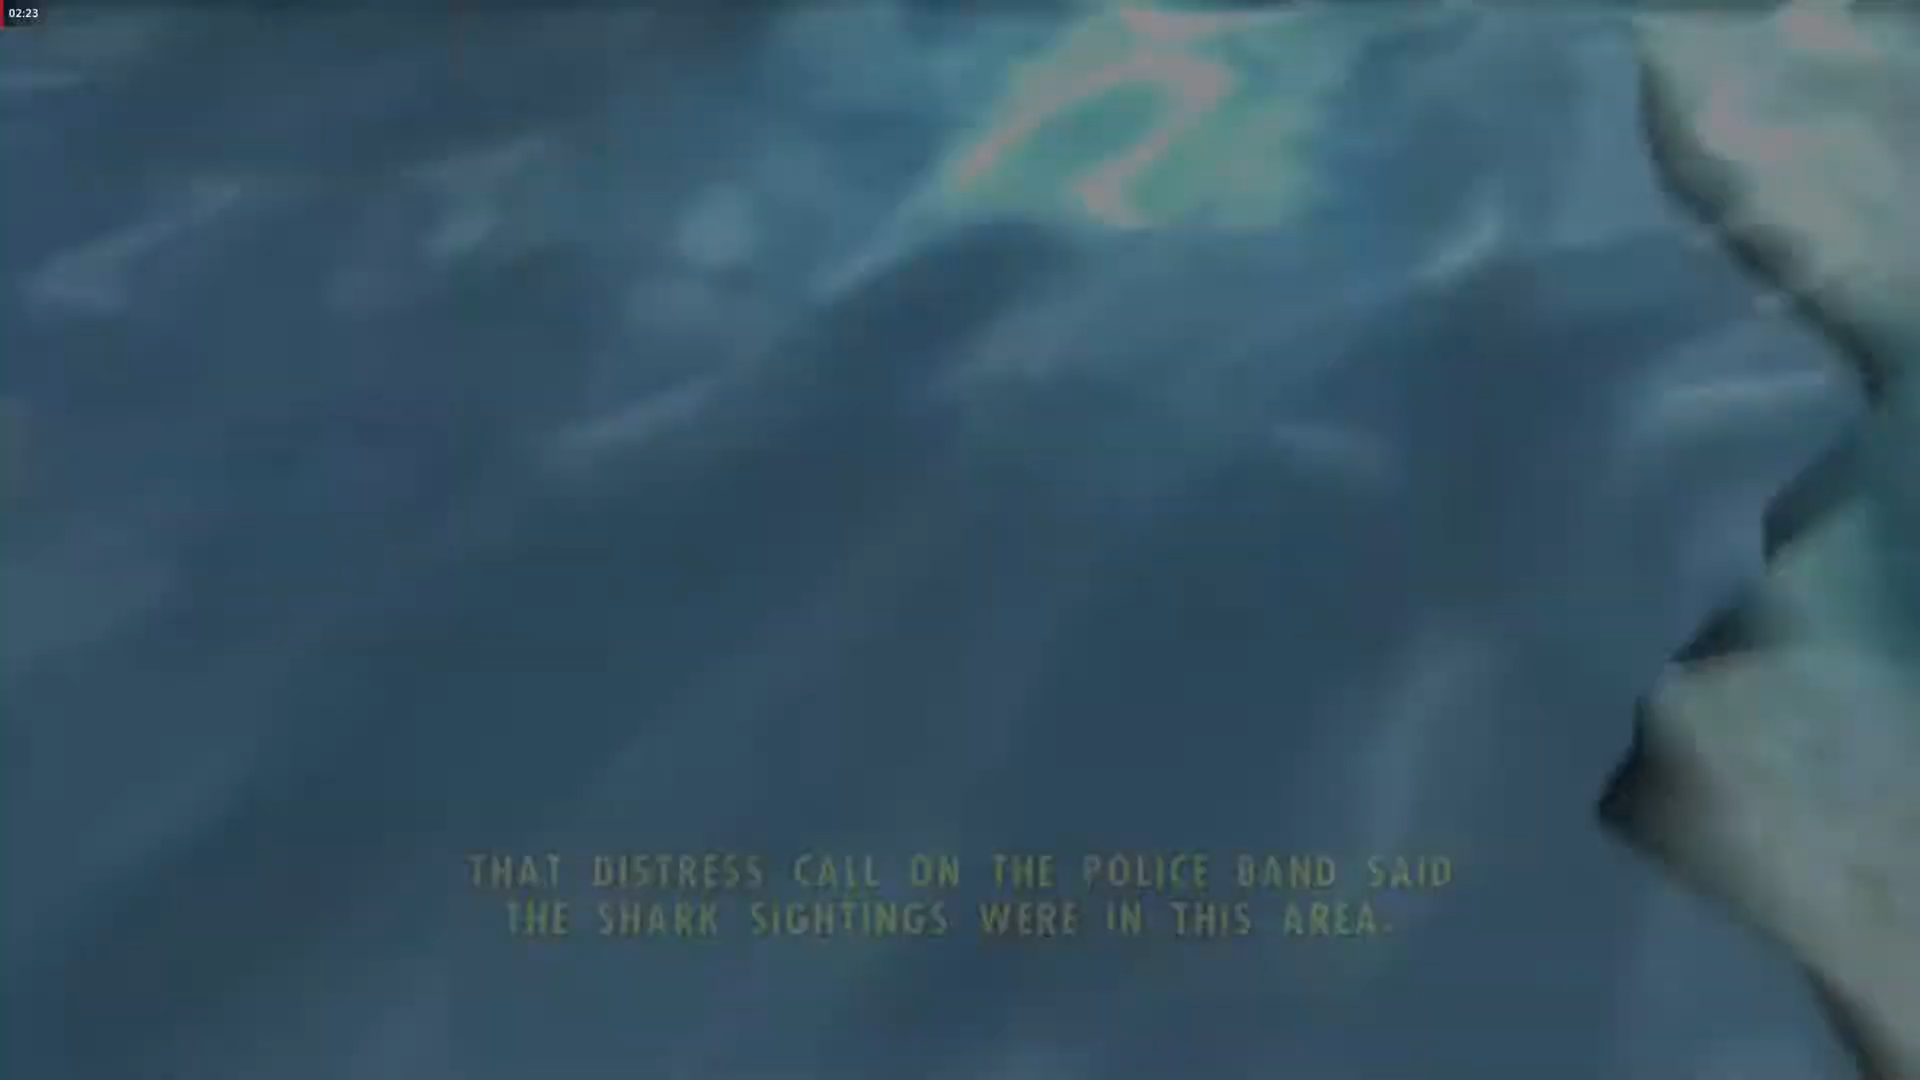 02:23
THAT DISTRESS CALL ON THE POLICE BAND SAID
THE SHARK SIGHTINGS WERE IN THIS AREA.